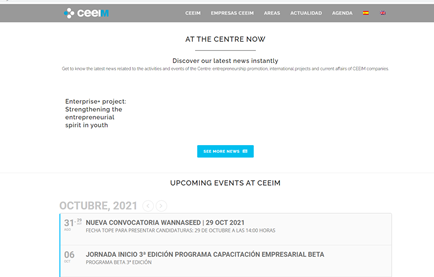 ceeim
CEEIM EMPRESAS CEEIM AREAS ACTUALIDAD AGENDA
AT THE CENTRE NOW
Discover our latest news instantly
Get to know the latest news related to the activities and events of the Centre: entrepreneurship promotion, international projects and current affairs of CEEIM companies.
Enterprise+ project:
Strengthening the
entrepreneurial
spirit in youth
SEE MORE NEWS
UPCOMING EVENTS AT CEEIM
OCTUBRE, 2021
31 29 NUEVA CONVOCATORIA WANNASEED | 29 OCT 2021
FECHA TOPE PARA PRESENTAR CANDIDATURAS: 29 DE OCTUBRE A LAS 14:00 HORAS
06 JORNADA INICIO 3ª EDICIÓN PROGRAMA CAPACITACIÓN EMPRESARIAL BETA
OCT PROGRAMA BETA 3ª EDICIÓN